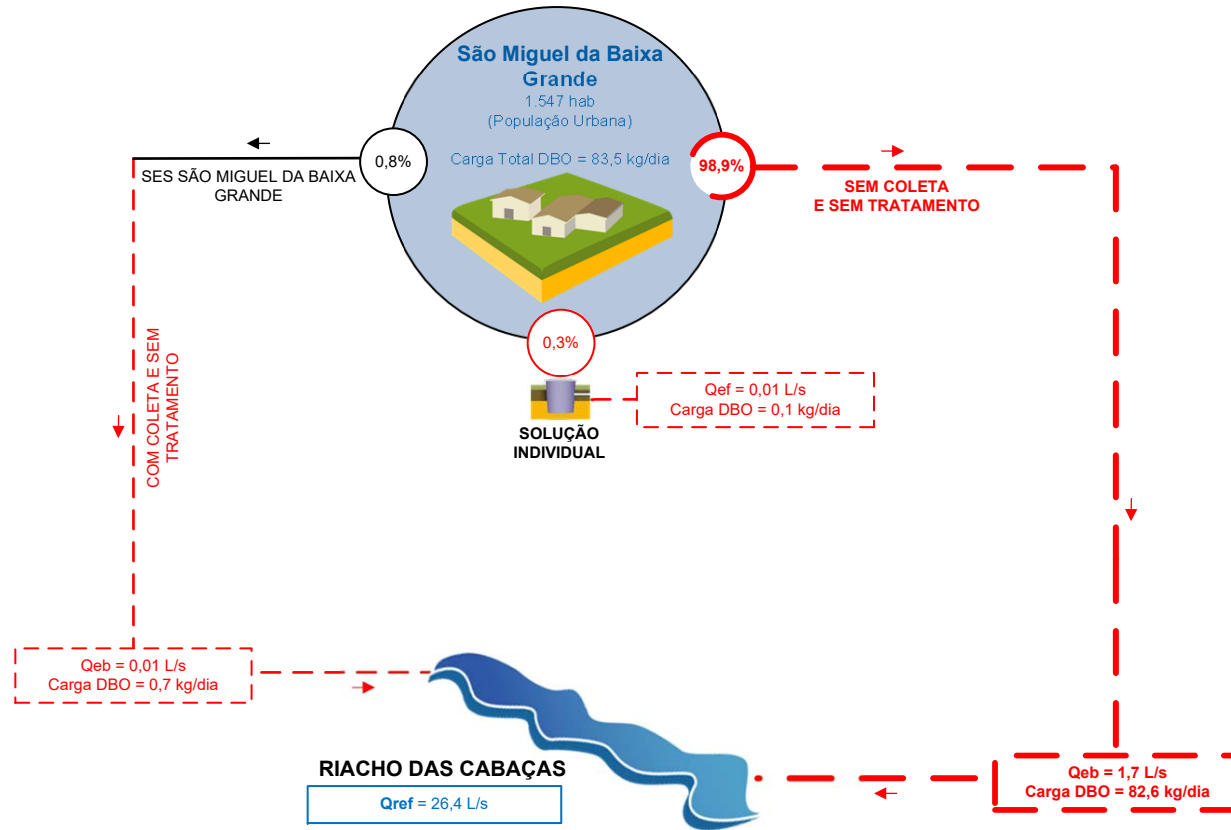 São Miguel da Baixa
Grande
1.547 hab
(População Urbana)
Carga Total DBO = 83,5 kg/dia
0,8%
98,9%
SES SÃO MIGUEL DA BAIXA
GRANDE
SEM COLETA
E SEM TRATAMENTO
0,3%
COM COLETA E SEM
TRATAMENTO
Qef = 0,01 L/s
Carga DBO = 0,1 kg/dia
SOLUÇÃO
INDIVIDUAL
Qeb = 0,01 L/s
Carga DBO = 0,7 kg/dia
RIACHO DAS CABAÇAS
Qref = 26,4 L/s
Qeb = 1,7 L/s
Carga DBO = 82,6 kg/dia